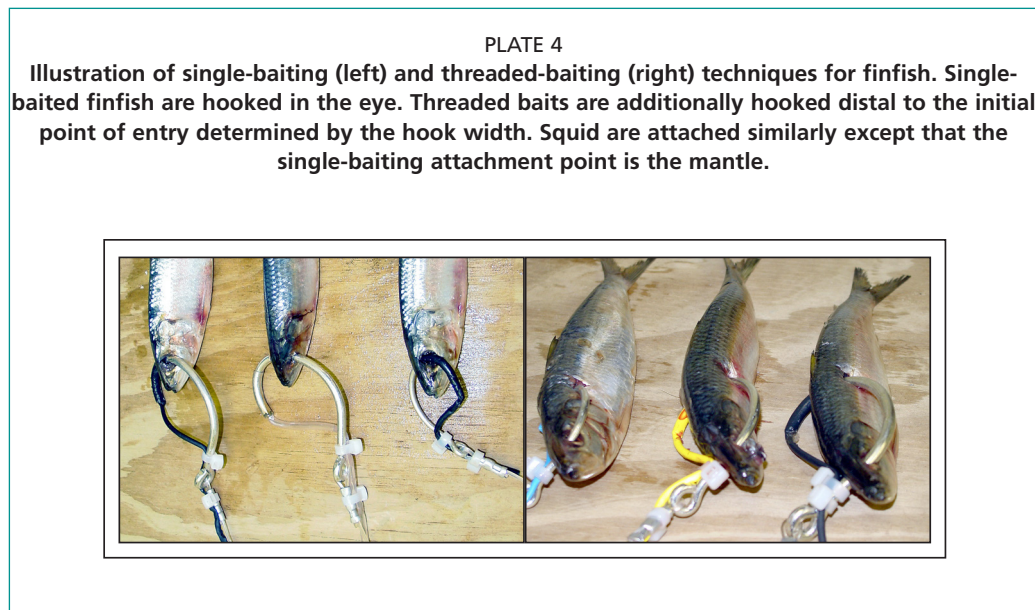 PLATE 4
Illustration of single-baiting (left) and threaded-baiting (right) techniques for finfish. Single-
baited finfish are hooked in the eye. Threaded baits are additionally hooked distal to the initial
point of entry determined by the hook width. Squid are attached similarly except that the
single-baiting attachment point is the mantle.